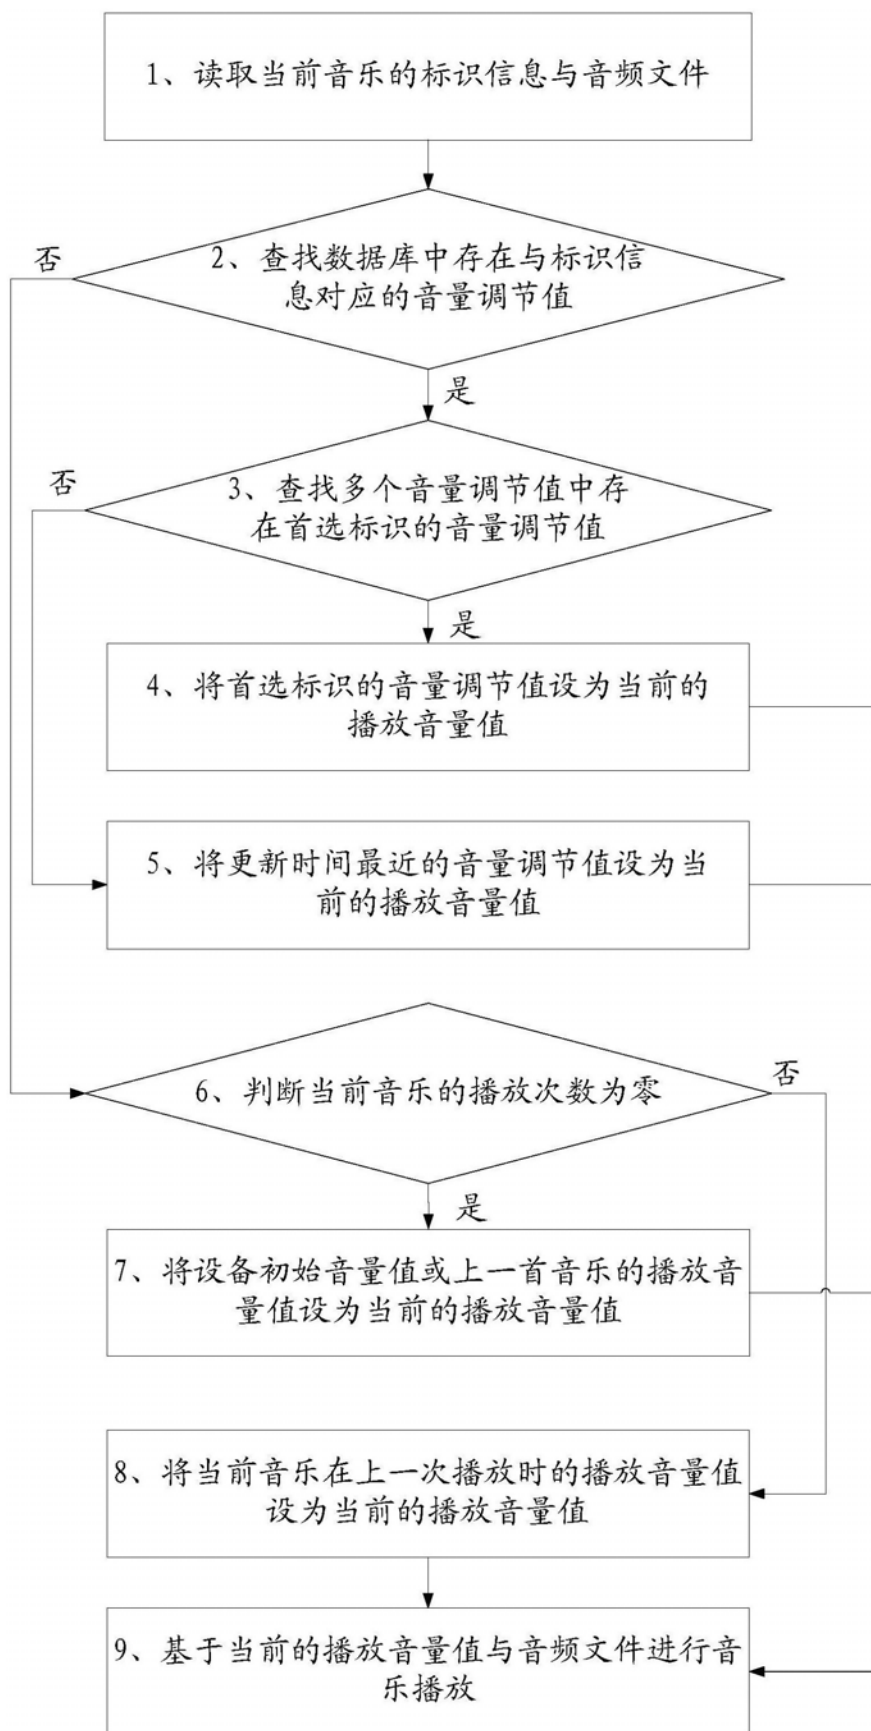 1、读取当前音乐的标识信息与音频文件
否
2、查找数据库中存在与标识信
息对应的音量调节值
是
否
3、查找多个音量调节值中存
在首选标识的音量调节值
是
4、将首选标识的音量调节值设为当前的
播放音量值
5、将更新时间最近的音量调节值设为当
前的播放音量值
6、判断当前音乐的播放次数为零
否
是
7、将设备初始音量值或上一首音乐的播放音
量值设为当前的播放音量值
8、将当前音乐在上一次播放时的播放音量值
设为当前的播放音量值
9、基于当前的播放音量值与音频文件进行音
乐播放